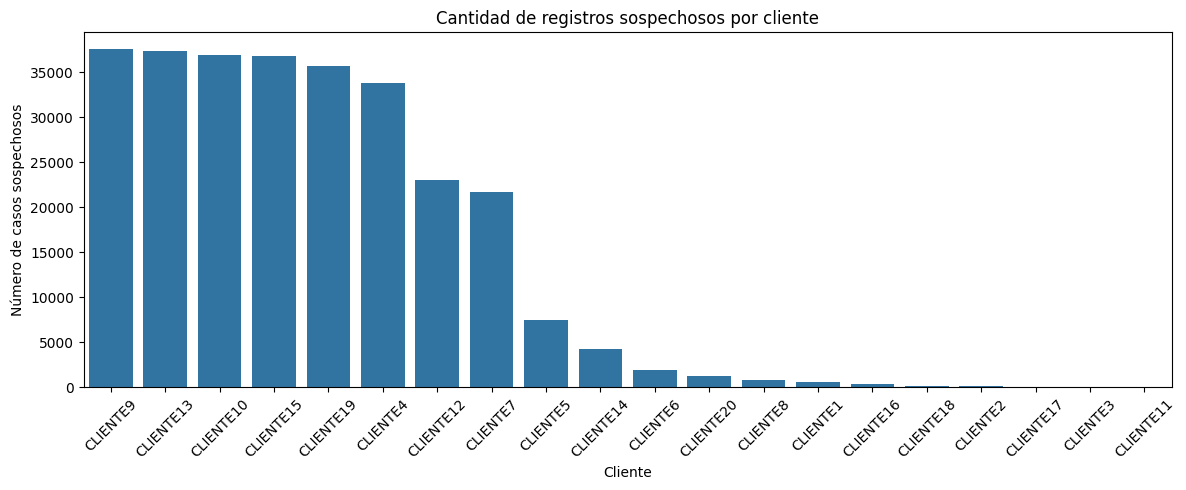 Cantidad de registros sospechosos por cliente
Número de casos sospechosos
35000
30000
25000
20000
15000
10000
5000
0
CLIENTE9
CLIENTE13
CLIENTE10
CLIENTE15
CLIENTE19
CLIENTE4
CLIENTE12
CLIENTE7
CLIENTE5
CLIENTE14
CLIENTE6
CLIENTE20
CLIENTE8
CLIENTE1
CLIENTE16
CLIENTE18
CLIENTE2
CLIENTE17
CLIENTE3
CLIENTE11
Cliente